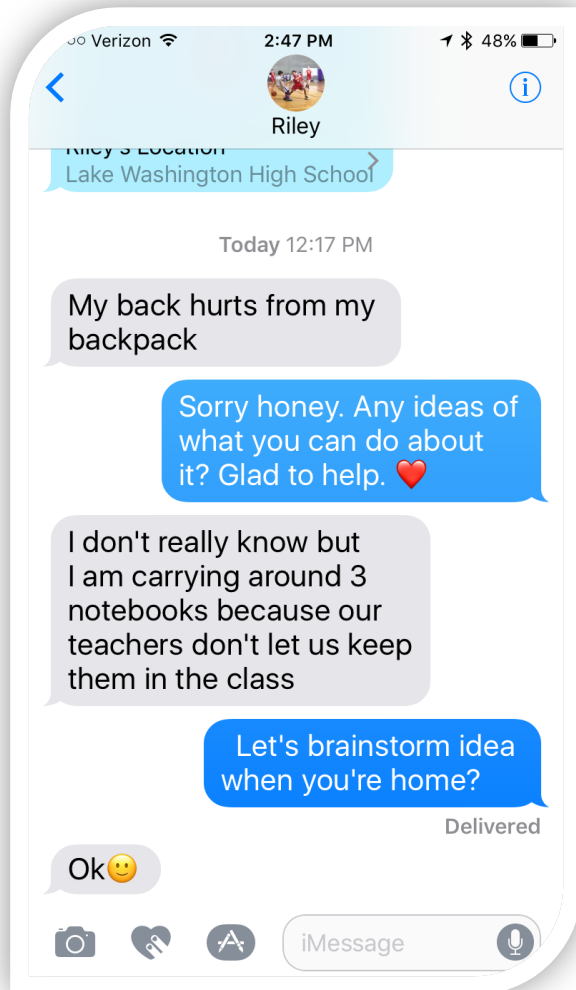 Verizon 2:47 PM 48%
Riley
Riley's Location
Lake Washington High School
Today 12:17 PM
My back hurts from my
backpack
Sorry honey. Any ideas of
what you can do about
it? Glad to help. ❤️
I don't really know but
I am carrying around 3
notebooks because our
teachers don't let us keep
them in the class
Let's brainstorm idea
when you're home?
Delivered
Ok🙂
iMessage